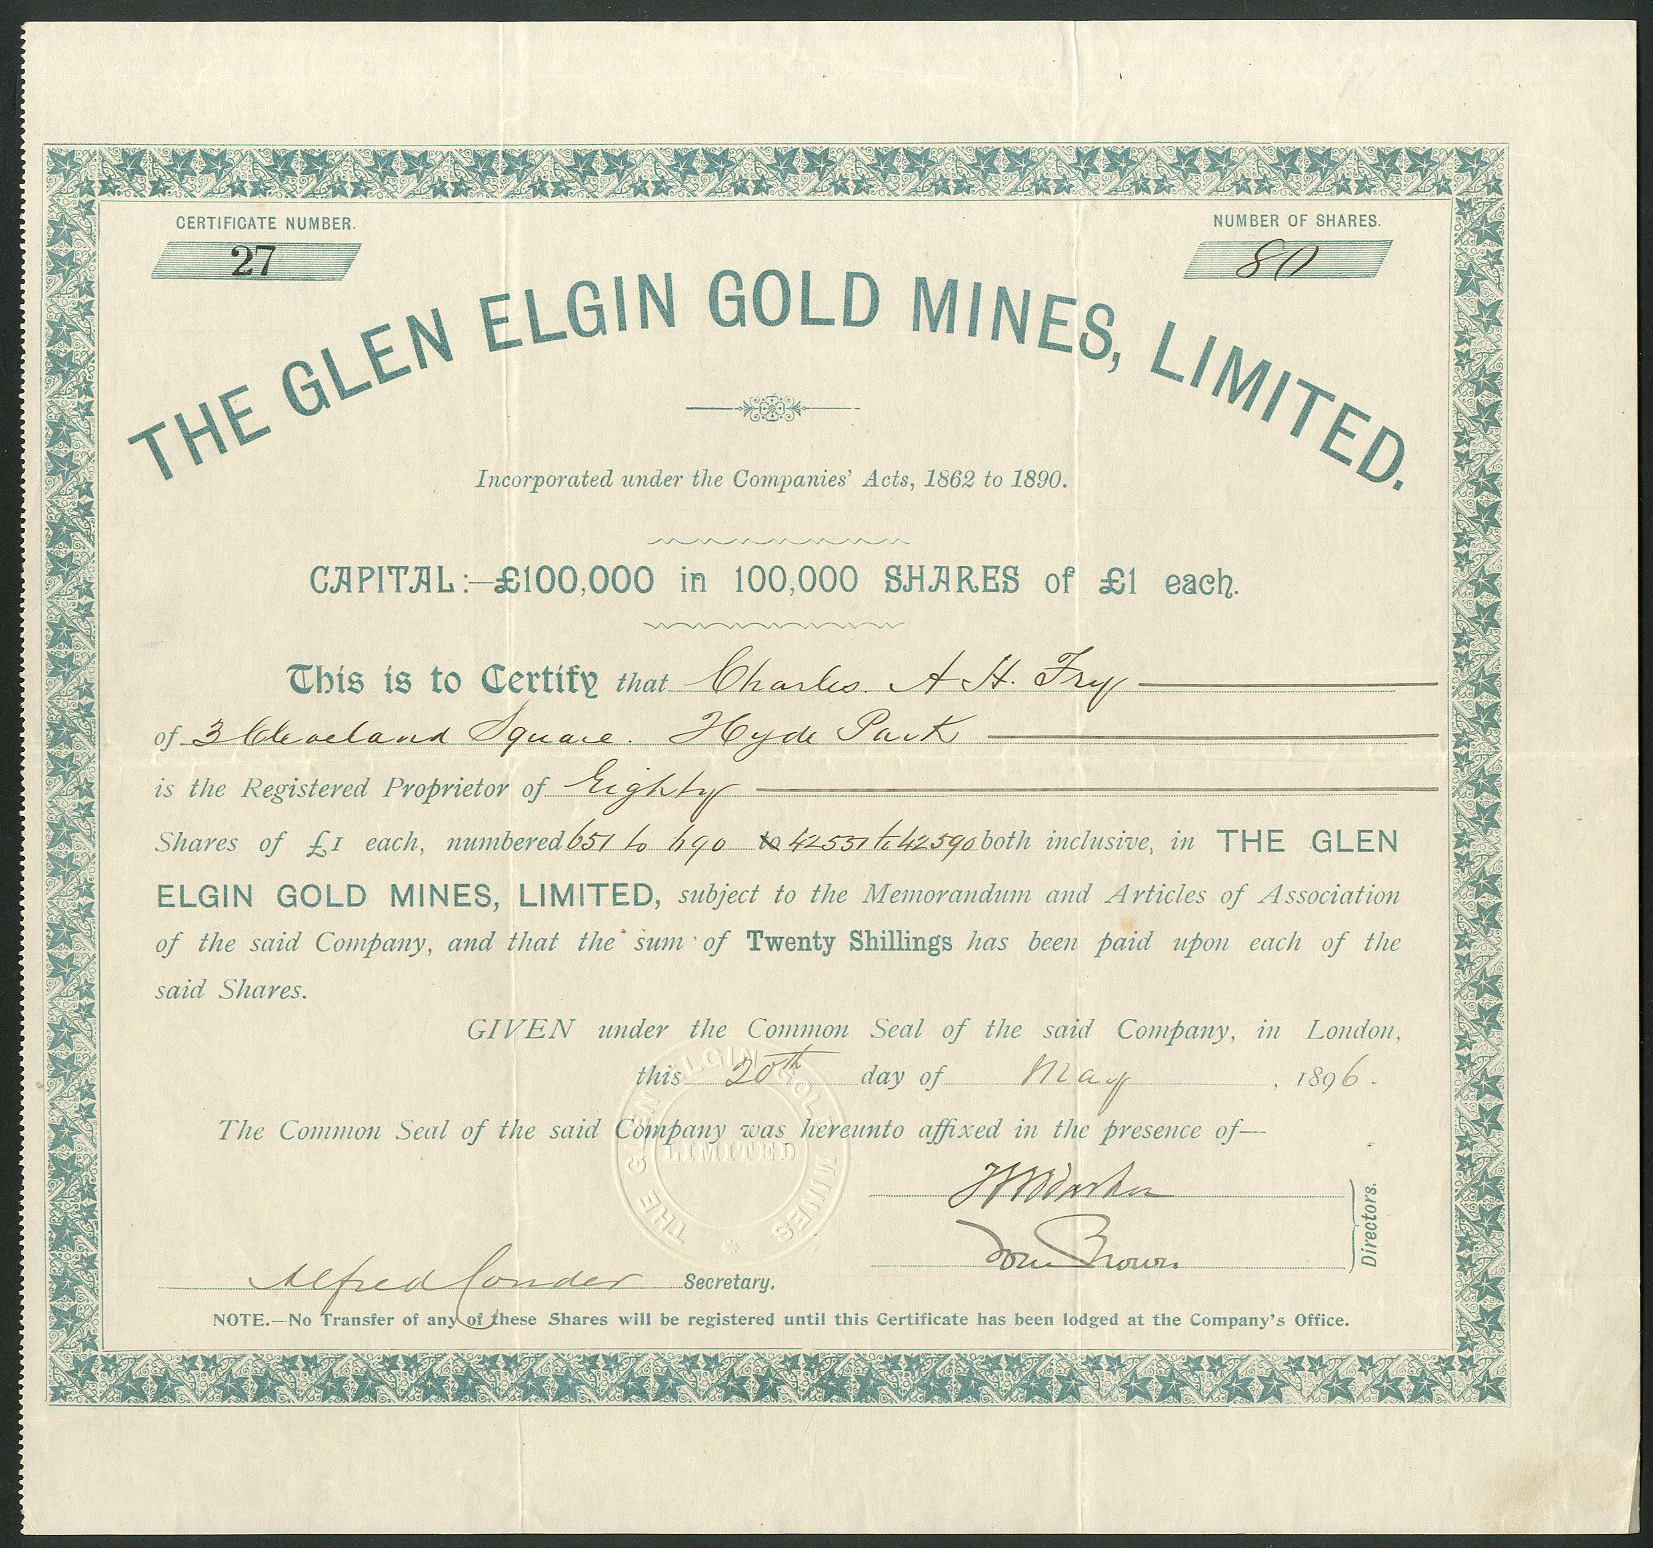 CERTIFICATE NUMBER.
27
NUMBER OF SHARES.
80
THE GLEN ELGIN GOLD MINES, LIMITED.
Incorporated under the Companies' Acts, 1862 to 1890.
CAPITAL:—£100,000 in 100,000 SHARES of £1 each.
This is to Certify that Charles A H. Fry
of 3 Cleveland Square. Hyde Park
is the Registered Proprietor of Eighty
Shares of £1 each, numbered 651 to 690 to 42551 to 42590 both inclusive, in THE GLEN
ELGIN GOLD MINES, LIMITED, subject to the Memorandum and Articles of Association
of the said Company, and that the sum of Twenty Shillings has been paid upon each of the
said Shares.
GIVEN under the Common Seal of the said Company, in London,
this 20th day of May, 1896.
The Common Seal of the said Company was hereunto affixed in the presence of—
THE GLEN ELGIN GOLD MINES
LIMITED
Brown
Directors.
Alfred Conder Secretary.
NOTE.—No Transfer of any of these Shares will be registered until this Certificate has been lodged at the Company's Office.